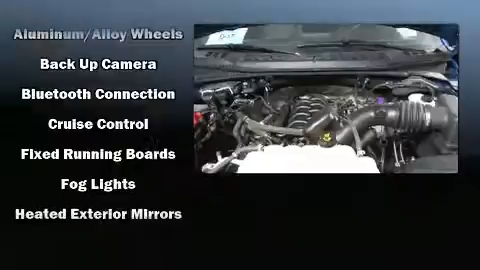 Aluminum/Alloy Wheels
Back Up Camera
Bluetooth Connection
Cruise Control
Fixed Running Boards
Fog Lights
Heated Exterior Mirrors